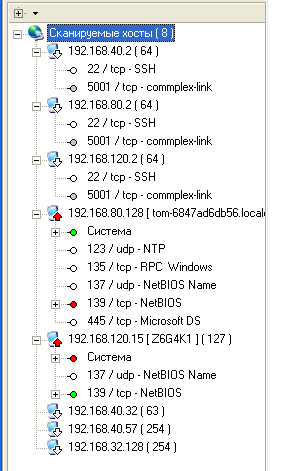 Сканируемые хосты ( 8 )
192.168.40.2 ( 64 )
22 / tcp - SSH
5001 / tcp - commplex-link
192.168.80.2 ( 64 )
22 / tcp - SSH
5001 / tcp - commplex-link
192.168.120.2 ( 64 )
22 / tcp - SSH
5001 / tcp - commplex-link
192.168.80.128 [ tom-6847ad6db56.locale
Система
123 / udp - NTP
135 / tcp - RPC Windows
137 / udp - NetBIOS Name
139 / tcp - NetBIOS
445 / tcp - Microsoft DS
192.168.120.15 [ Z6G4K1 ] ( 127 )
Система
137 / udp - NetBIOS Name
139 / tcp - NetBIOS
192.168.40.32 ( 63 )
192.168.40.57 ( 254 )
192.168.32.128 ( 254 )